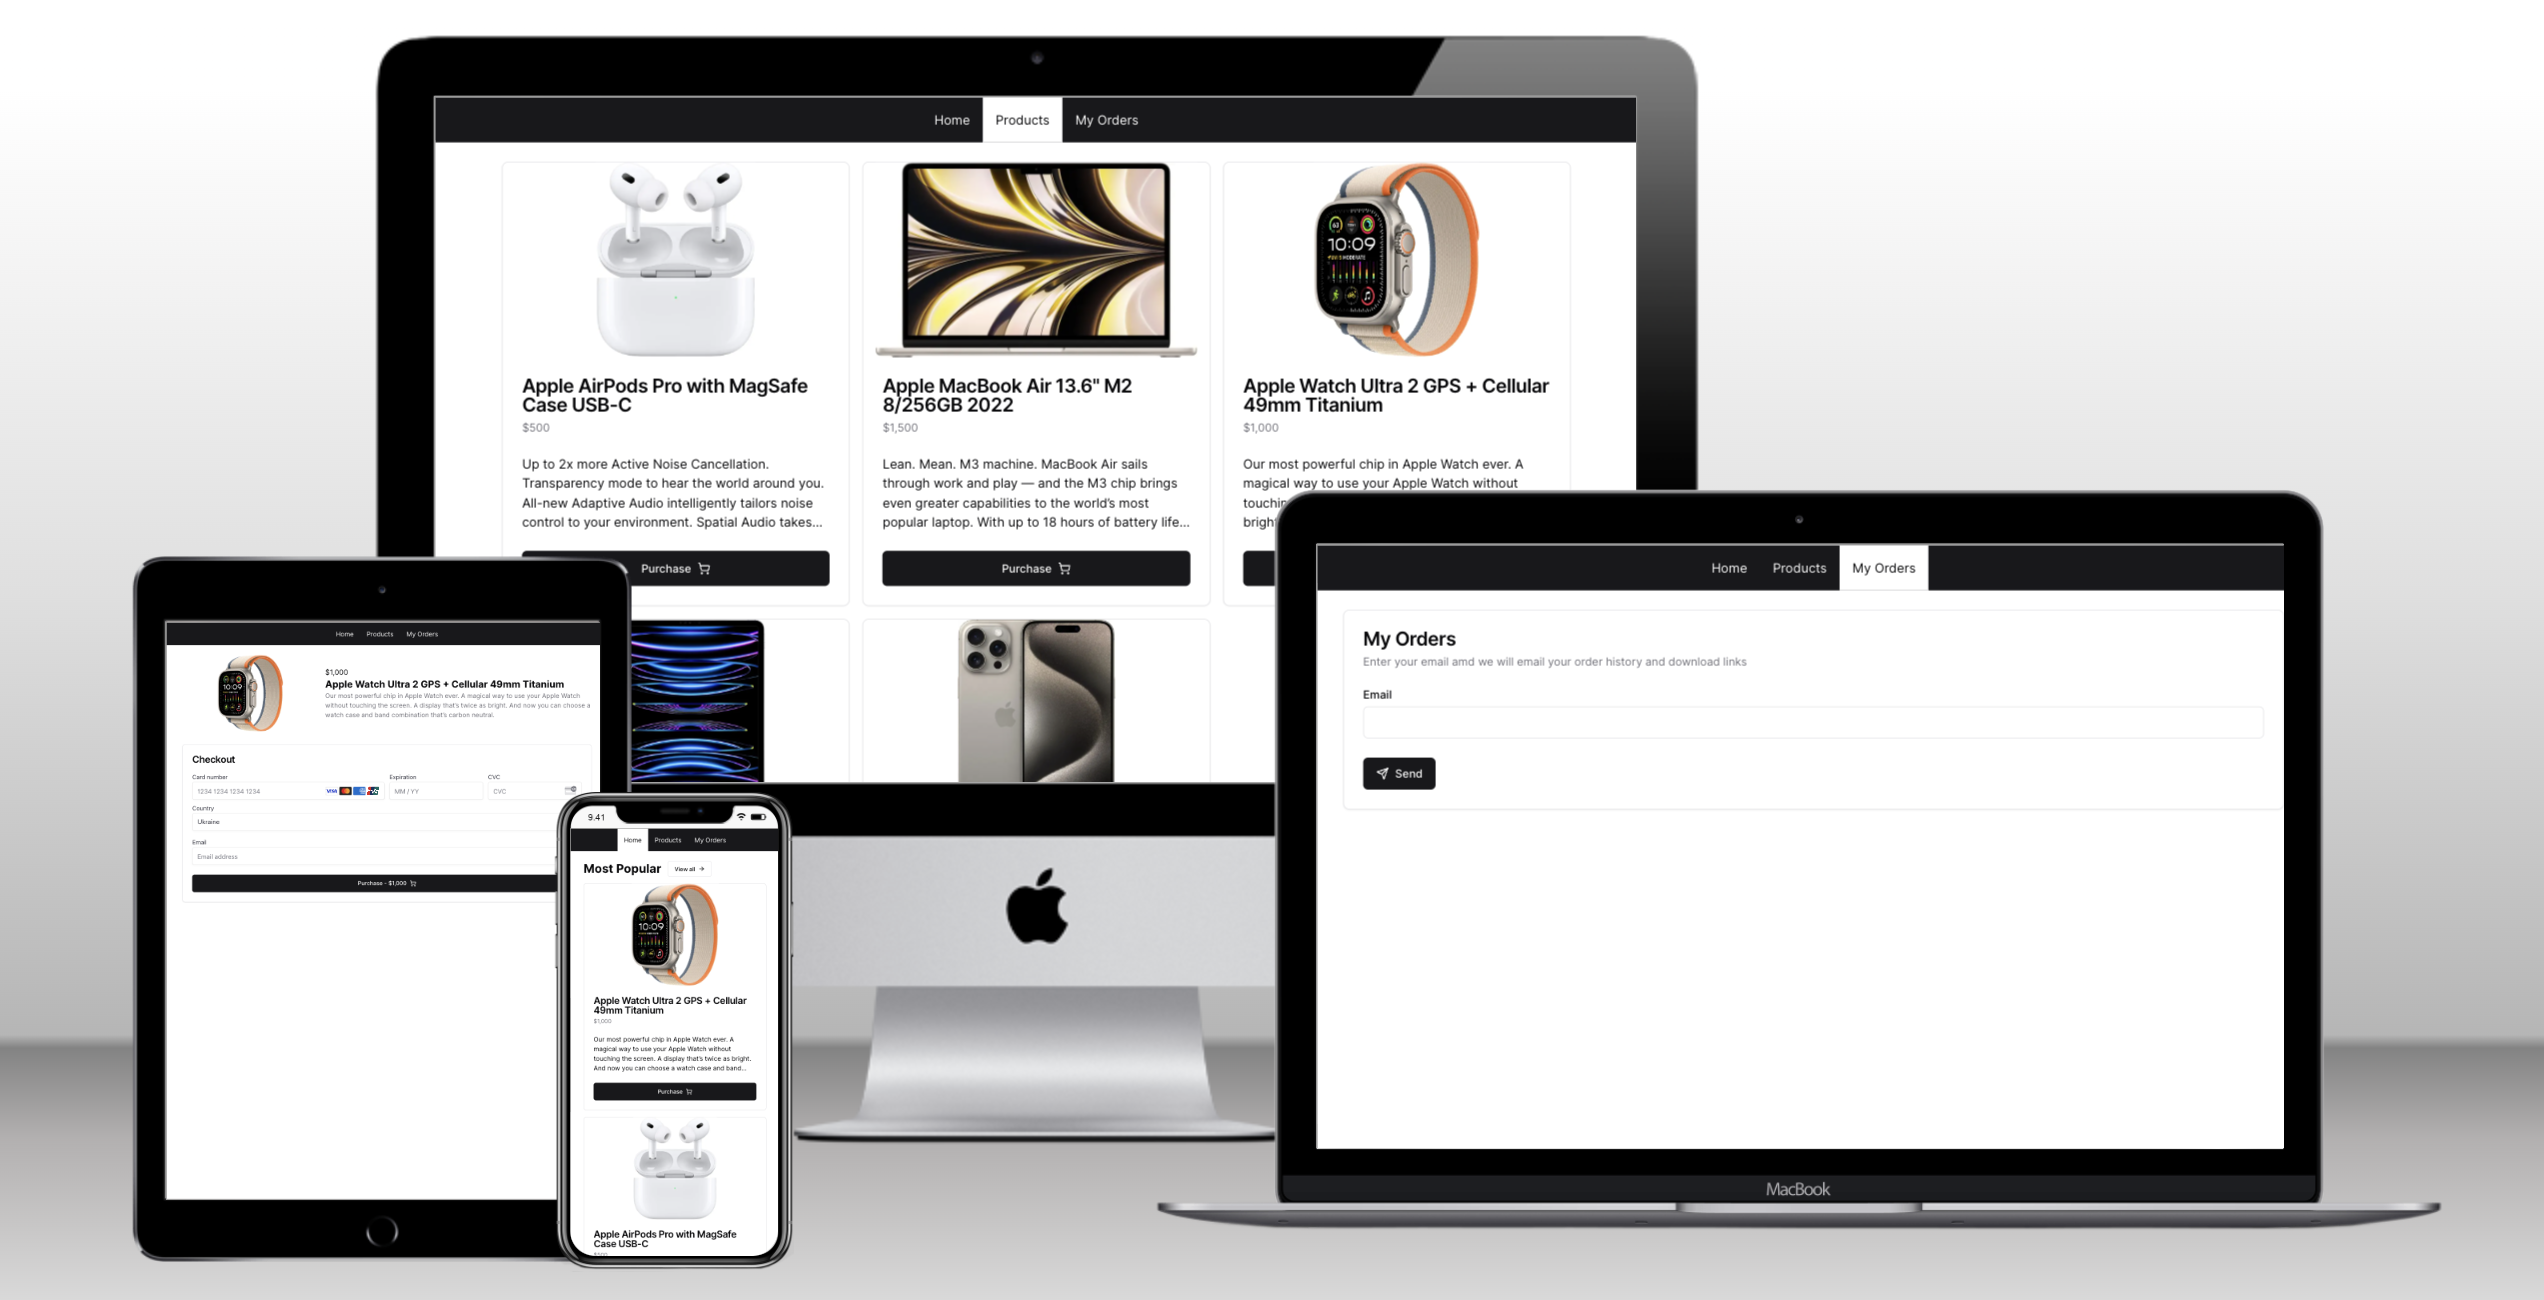 Home Products My Orders
Apple AirPods Pro with MagSafe
Case USB-C
$500
Up to 2x more Active Noise Cancellation.
Transparency mode to hear the world around you.
All-new Adaptive Audio intelligently tailors noise
control to your environment. Spatial Audio takes...
Purchase
Apple MacBook Air 13.6" M2
8/256GB 2022
$1,500
Lean. Mean. M3 machine. MacBook Air sails
through work and play — and the M3 chip brings
even greater capabilities to the world's most
popular laptop. With up to 18 hours of battery life...
Purchase
10:09
Apple Watch Ultra 2 GPS + Cellular
49mm Titanium
$1,000
Our most powerful chip in Apple Watch ever. A
magical way to use your Apple Watch without
Home Products My Orders
My Orders
Enter your email amd we will email your order history and download links
Email
Send
MacBook
Home Products My Orders
10:09
$1,000
Apple Watch Ultra 2 GPS + Cellular 49mm Titanium
Our most powerful chip in Apple Watch ever. A magical way to use your Apple Watch
without touching the screen. A display that's twice as bright. And now you can choose a
watch case and band combination that's carbon neutral.
Checkout
Card number Expiration CVC
1234 1234 1234 1234 VISA MM / YY CVC
Country
Ukraine
Email
Email address
Purchase - $1,000
9.41
Home Products My Orders
Most Popular View all
10:09
Apple Watch Ultra 2 GPS + Cellular
49mm Titanium
$1,000
Our most powerful chip in Apple Watch ever. A
magical way to use your Apple Watch without
touching the screen. A display that's twice as bright.
And now you can choose a watch case and band...
Purchase
Apple AirPods Pro with MagSafe
Case USB-C